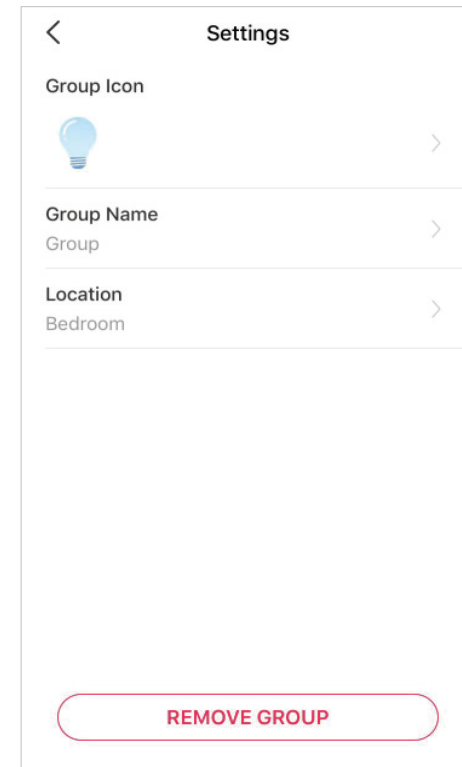 Settings
Group Icon
Group Name
Group
Location
Bedroom
REMOVE GROUP